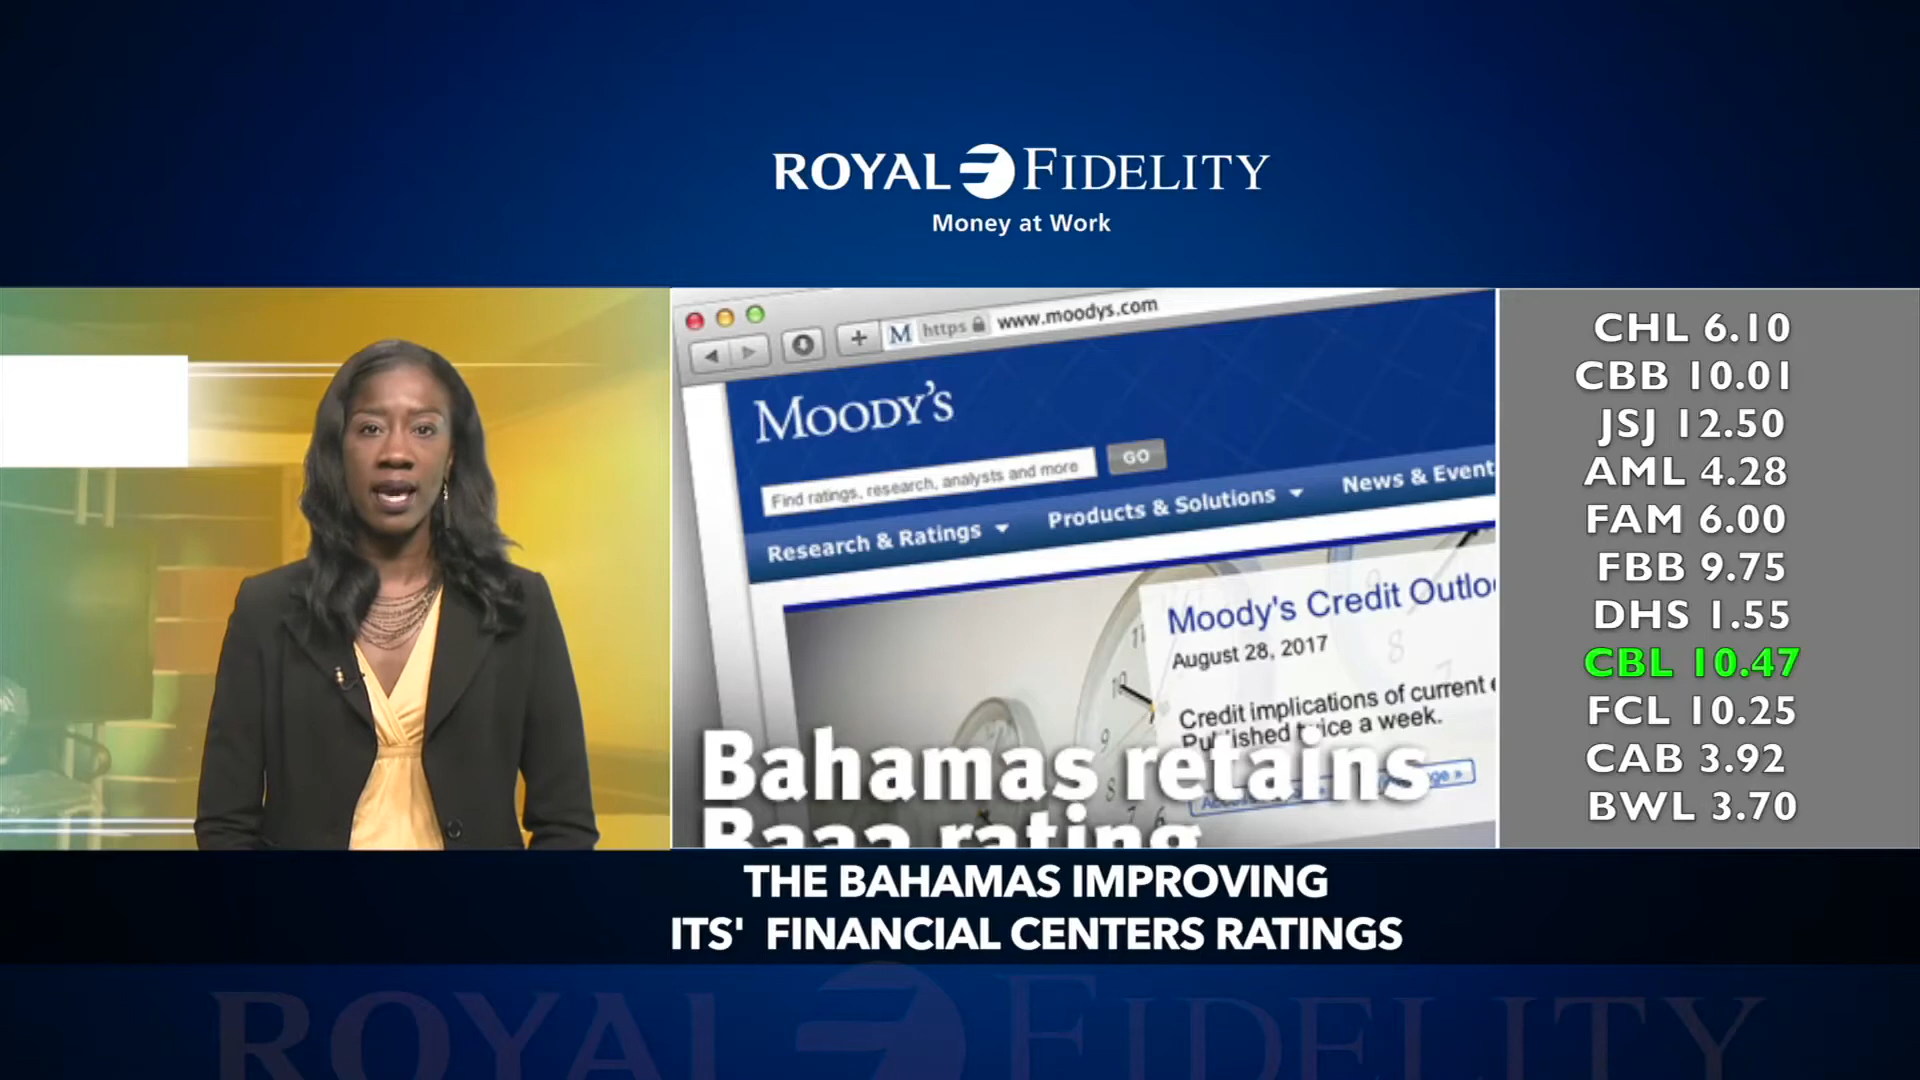 ROYAL FIDELITY
Money at Work
M https www.moodys.com
MOODY'S
Find ratings, research, analysts and more GO
Research & Ratings Products & Solutions News & Event
Moody's Credit Outlo
August 28, 2017
Credit implications of current e
Published twice a week.
Bahamas retains
Baaa rating
CHL 6.10
CBB 10.01
JSJ 12.50
AML 4.28
FAM 6.00
FBB 9.75
DHS 1.55
CBL 10.47
FCL 10.25
CAB 3.92
BWL 3.70
THE BAHAMAS IMPROVING
ITS' FINANCIAL CENTERS RATINGS
ROYAL FIDELITY